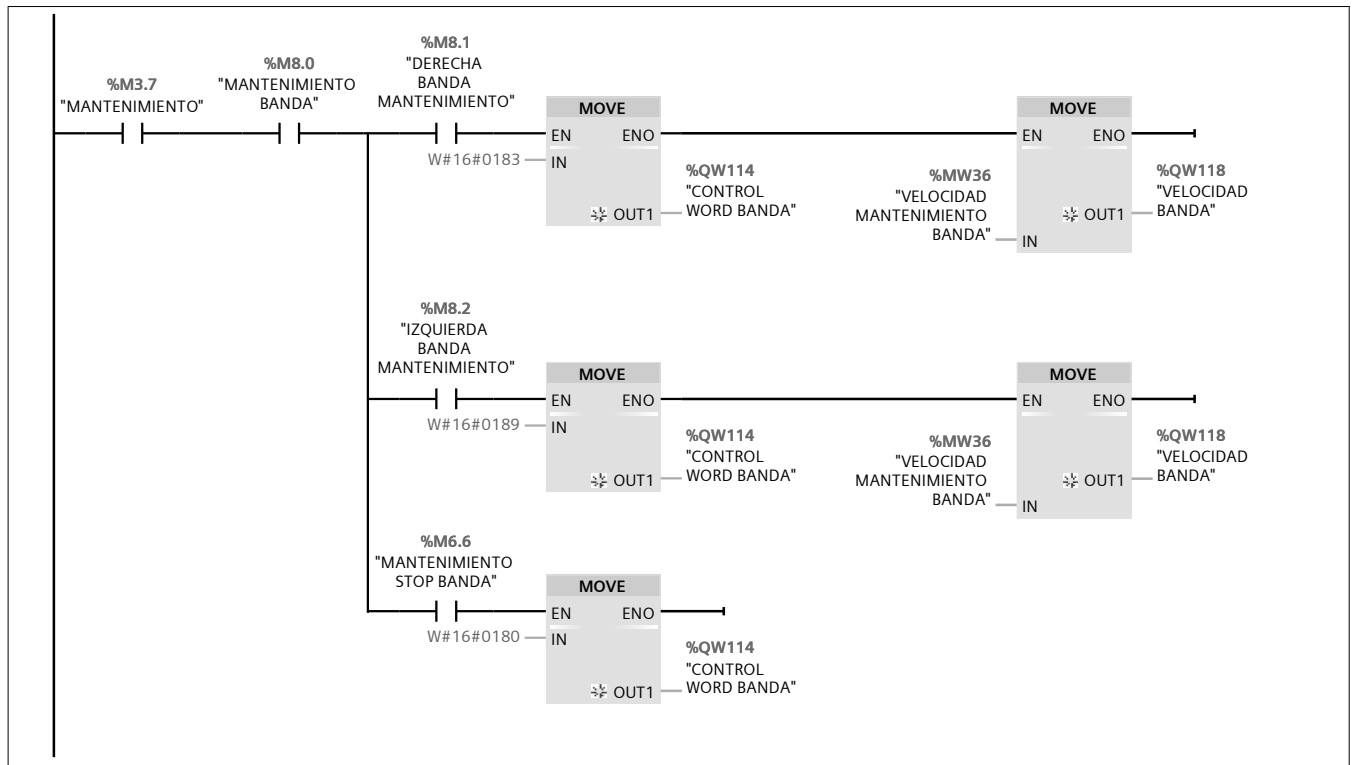 %M8.1
"DERECHA
BANDA
MANTENIMIENTO"
%M3.7
"MANTENIMIENTO"
%M8.0
"MANTENIMIENTO
BANDA"
MOVE
EN ENO
W#16#0183 IN
OUT1
%QW114
"CONTROL
WORD BANDA"
MOVE
EN ENO
%MW36
"VELOCIDAD
MANTENIMIENTO
BANDA"
IN
OUT1
%QW118
"VELOCIDAD
BANDA"
%M8.2
"IZQUIERDA
BANDA
MANTENIMIENTO"
MOVE
EN ENO
W#16#0189 IN
OUT1
%QW114
"CONTROL
WORD BANDA"
MOVE
EN ENO
%MW36
"VELOCIDAD
MANTENIMIENTO
BANDA"
IN
OUT1
%QW118
"VELOCIDAD
BANDA"
%M6.6
"MANTENIMIENTO
STOP BANDA"
MOVE
EN ENO
W#16#0180 IN
OUT1
%QW114
"CONTROL
WORD BANDA"